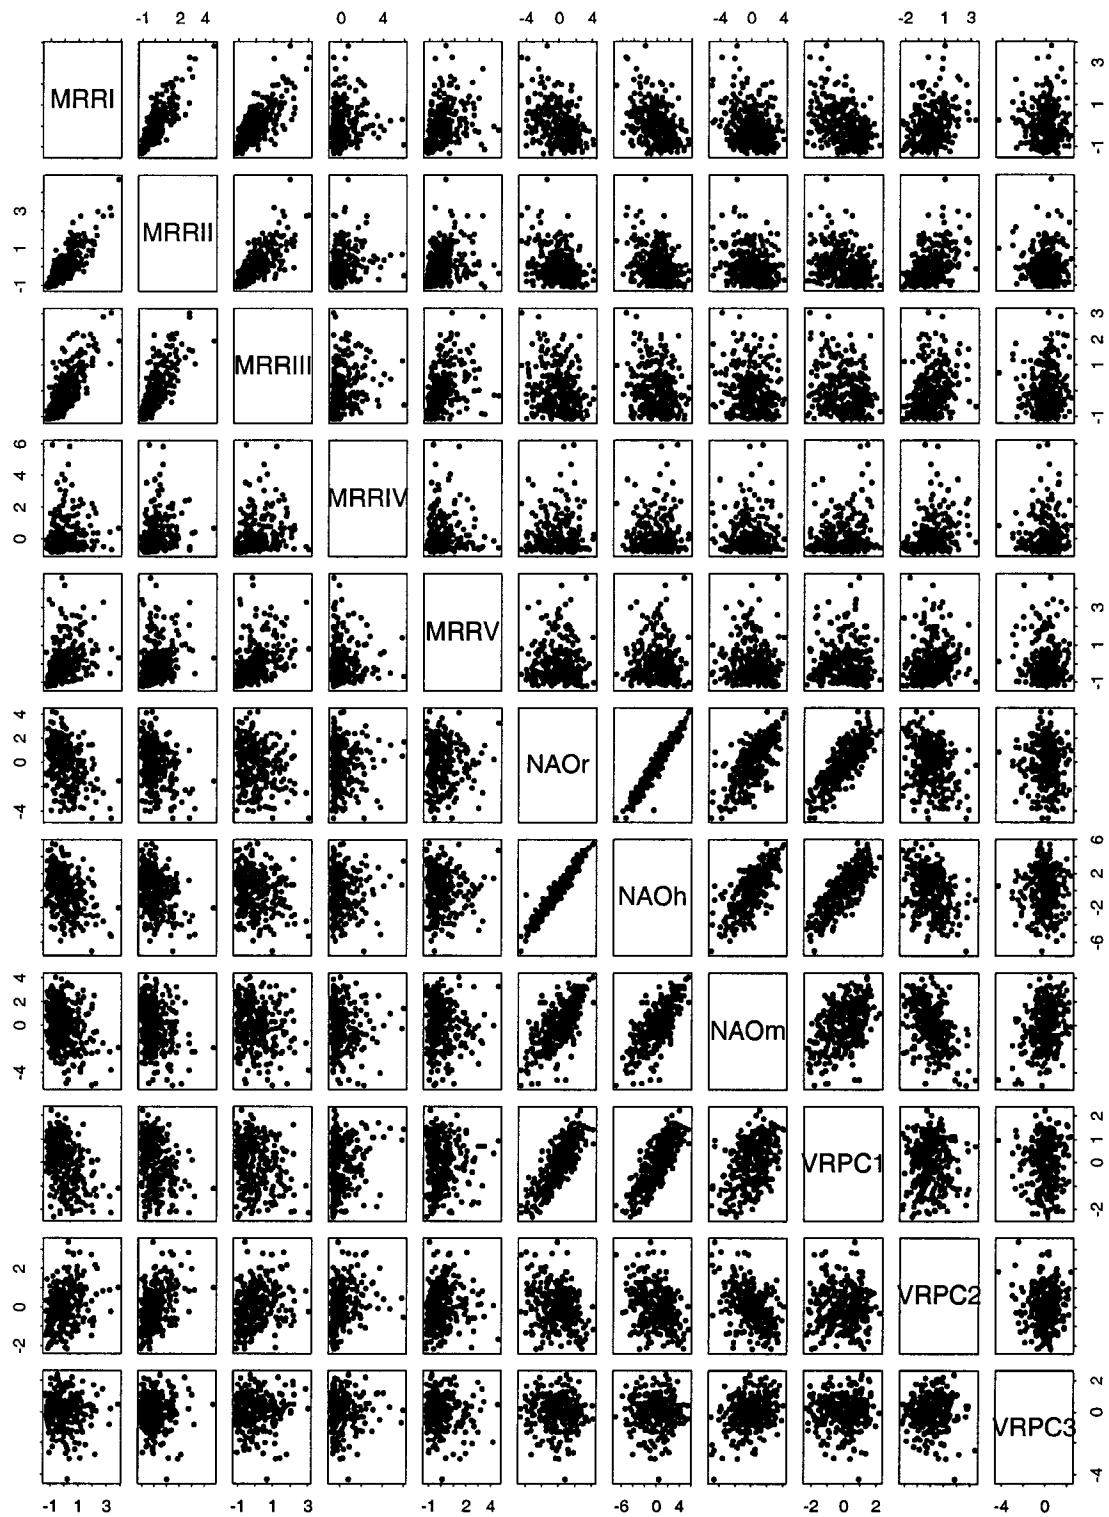 -1 2 4 0 4 -4 0 4 -4 0 4 -2 1 3 0
MRRI 3 1 -1
3 1 -1 MRRII
MRRIII 3 2 1 -1
6 4 2 0 MRRIV
MRRV 3 1 -1
4 2 0 -4 NAOr
NAOh 6 2 -2 -6
4 2 0 -4 NAOm
VRPC1 2 1 0 -2
2 0 -2 VRPC2
VRPC3 2 0 -4
-1 1 3 -1 1 3 -1 2 4 -6 0 4 -2 0 2 -4 0